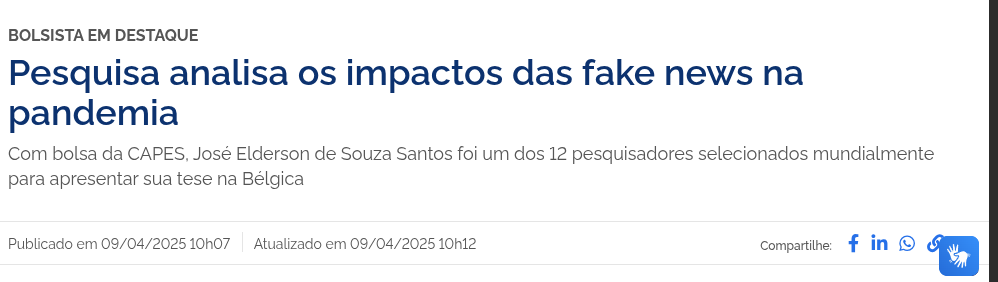 BOLSISTA EM DESTAQUE
Pesquisa analisa os impactos das fake news na
pandemia
Com bolsa da CAPES, José Elderson de Souza Santos foi um dos 12 pesquisadores selecionados mundialmente
para apresentar sua tese na Bélgica
Publicado em 09/04/2025 10h07 Atualizado em 09/04/2025 10h12 Compartilhe: